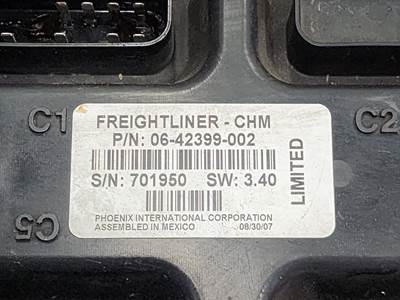 C1
C2
FREIGHTLINER - CHM
P/N: 06-42399-002
S/N: 701950 SW: 3.40
LIMITED
C5
PHOENIX INTERNATIONAL CORPORATION
ASSEMBLED IN MEXICO 08/30/07